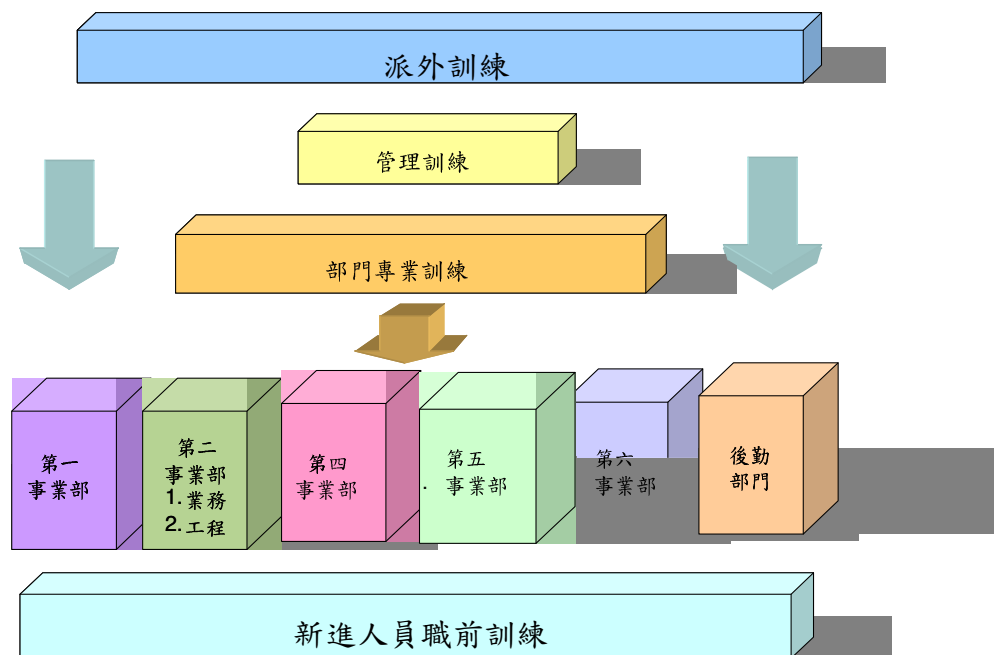 派外訓練
管理訓練
部門專業訓練
第一
事業部
第二
事業部
1.業務
2.工程
第四
事業部
第五
. 事業部
第六
事業部
後勤
部門
新進人員職前訓練